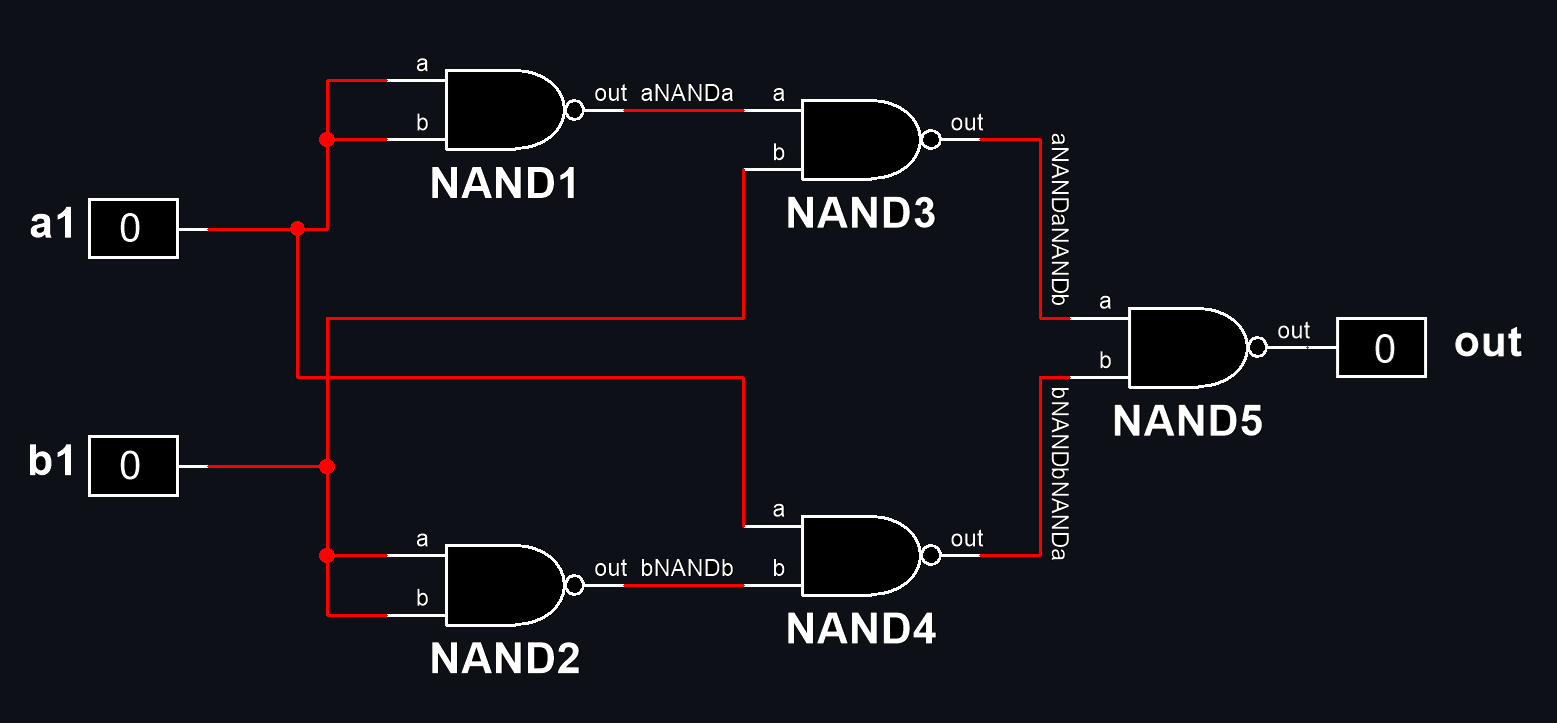 a
out aNANDa a
out
b
b
NAND1
NAND3
a1 0
aNANDaNANDb
a
out
0 out
b
NAND5
b1 0
bNANDbNANDa
a
a
out
out bNANDb b
b
NAND4
NAND2